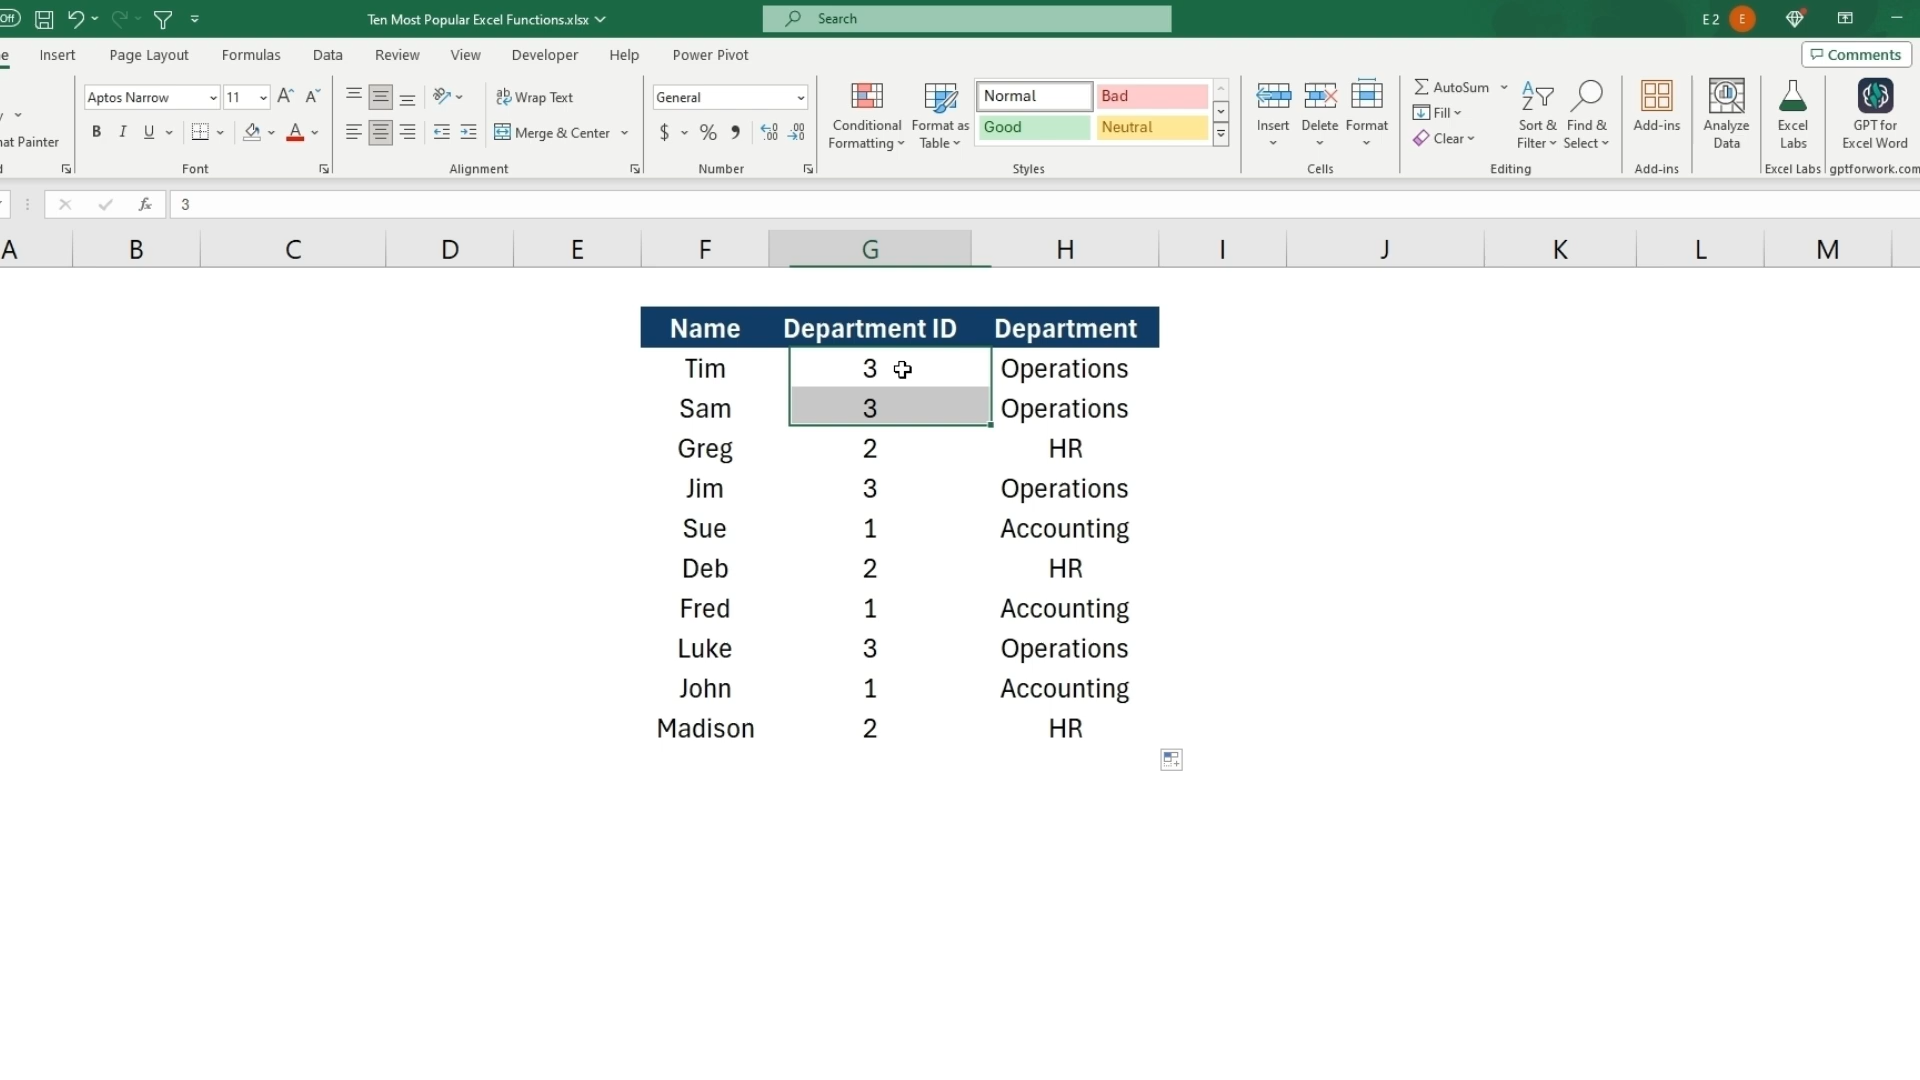 Off Ten Most Popular Excel Functions.xlsx Search E 2 E
Insert Page Layout Formulas Data Review View Developer Help Power Pivot Comments
Aptos Narrow 11 A A Wrap Text General Normal Bad AutoSum
B I U A Merge & Center $ % Good Neutral Fill
Conditional Formatting Format as Table Insert Delete Format Clear Sort & Filter Find & Select Add-ins Analyze Data Excel Labs GPT for Excel Word
Font Alignment Number Styles Cells Editing Add-ins Excel Labs gptforwork.com
fx 3
A B C D E F G H I J K L M
Name Department ID Department
Tim 3 Operations
Sam 3 Operations
Greg 2 HR
Jim 3 Operations
Sue 1 Accounting
Deb 2 HR
Fred 1 Accounting
Luke 3 Operations
John 1 Accounting
Madison 2 HR